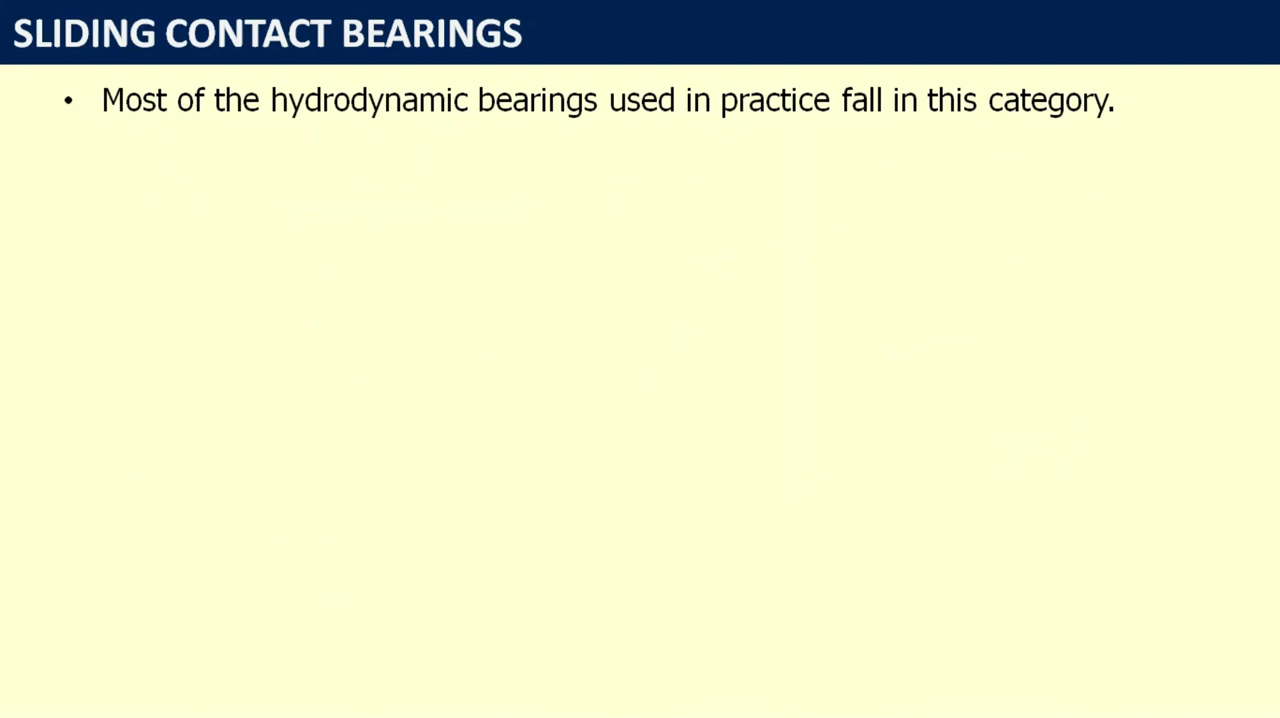 SLIDING CONTACT BEARINGS
• Most of the hydrodynamic bearings used in practice fall in this category.